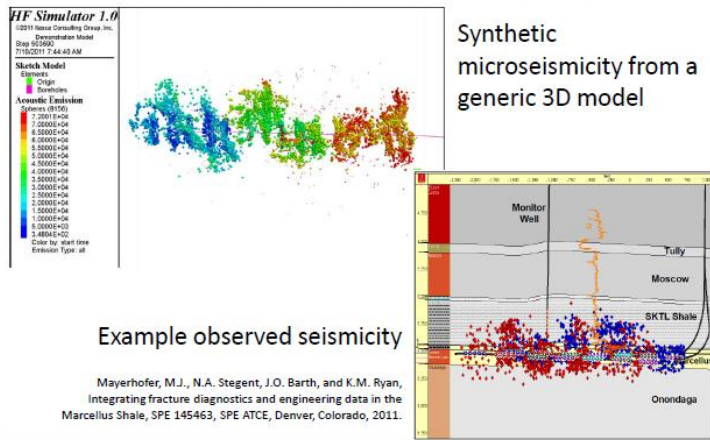 HF Simulator 1.0
©2011 Itasca Consulting Group, Inc.
Demonstration Model
Step 503690
7/10/2011 7:44:40 AM
Sketch Model
Elements
Origin
Boreholes
Acoustic Emission
Spheres (8156)
7.2001E+04
7.0000E+04
6.5000E+04
6.0000E+04
5.5000E+04
5.0000E+04
4.5000E+04
4.0000E+04
3.5000E+04
3.0000E+04
2.5000E+04
2.0000E+04
1.5000E+04
1.0000E+04
5.0000E+03
3.4804E+02
Color by: start time
Emission Type: all
Synthetic
microseismicity from a
generic 3D model
Monitor
Well
Tully
Moscow
SKTL Shale
Marcellus
Onondaga
Example observed seismicity
Mayerhofer, M.J., N.A. Stegent, J.O. Barth, and K.M. Ryan,
Integrating fracture diagnostics and engineering data in the
Marcellus Shale, SPE 145463, SPE ATCE, Denver, Colorado, 2011.